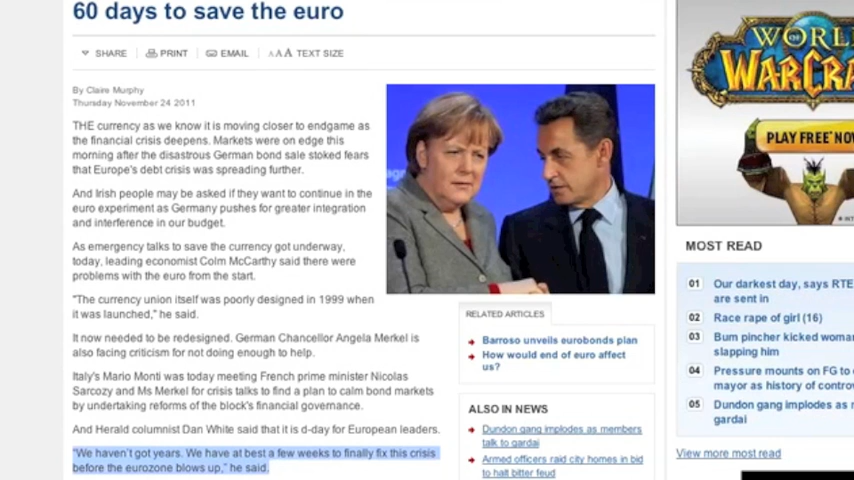 60 days to save the euro
SHARE
PRINT
EMAIL
AAA TEXT SIZE
By Claire Murphy
Thursday November 24 2011
THE currency as we know it is moving closer to endgame as
the financial crisis deepens. Markets were on edge this
morning after the disastrous German bond sale stoked fears
that Europe's debt crisis was spreading further.
And Irish people may be asked if they want to continue in the
euro experiment as Germany pushes for greater integration
and interference in our budget.
As emergency talks to save the currency got underway,
today, leading economist Colm McCarthy said there were
problems with the euro from the start.
"The currency union itself was poorly designed in 1999 when
it was launched," he said.
It now needed to be redesigned. German Chancellor Angela Merkel is
also facing criticism for not doing enough to help.
Italy's Mario Monti was today meeting French prime minister Nicolas
Sarcozy and Ms Merkel for crisis talks to find a plan to calm bond markets
by undertaking reforms of the block's financial governance.
And Herald columnist Dan White said that it is d-day for European leaders.
"We haven't got years. We have at best a few weeks to finally fix this crisis
before the eurozone blows up," he said.
RELATED ARTICLES
Barroso unveils eurobonds plan
How would end of euro affect
us?
ALSO IN NEWS
Dundon gang implodes as members
talk to gardai
Armed officers raid city homes in bid
to halt bitter feud
WORL
WARCRA
PLAY FREE NOW
MOST READ
01 Our darkest day, says RTE
are sent in
02 Race rape of girl (16)
03 Bum pincher kicked woma
slapping him
04 Pressure mounts on FG to
mayor as history of controv
05 Dundon gang implodes as
gardai
View more most read